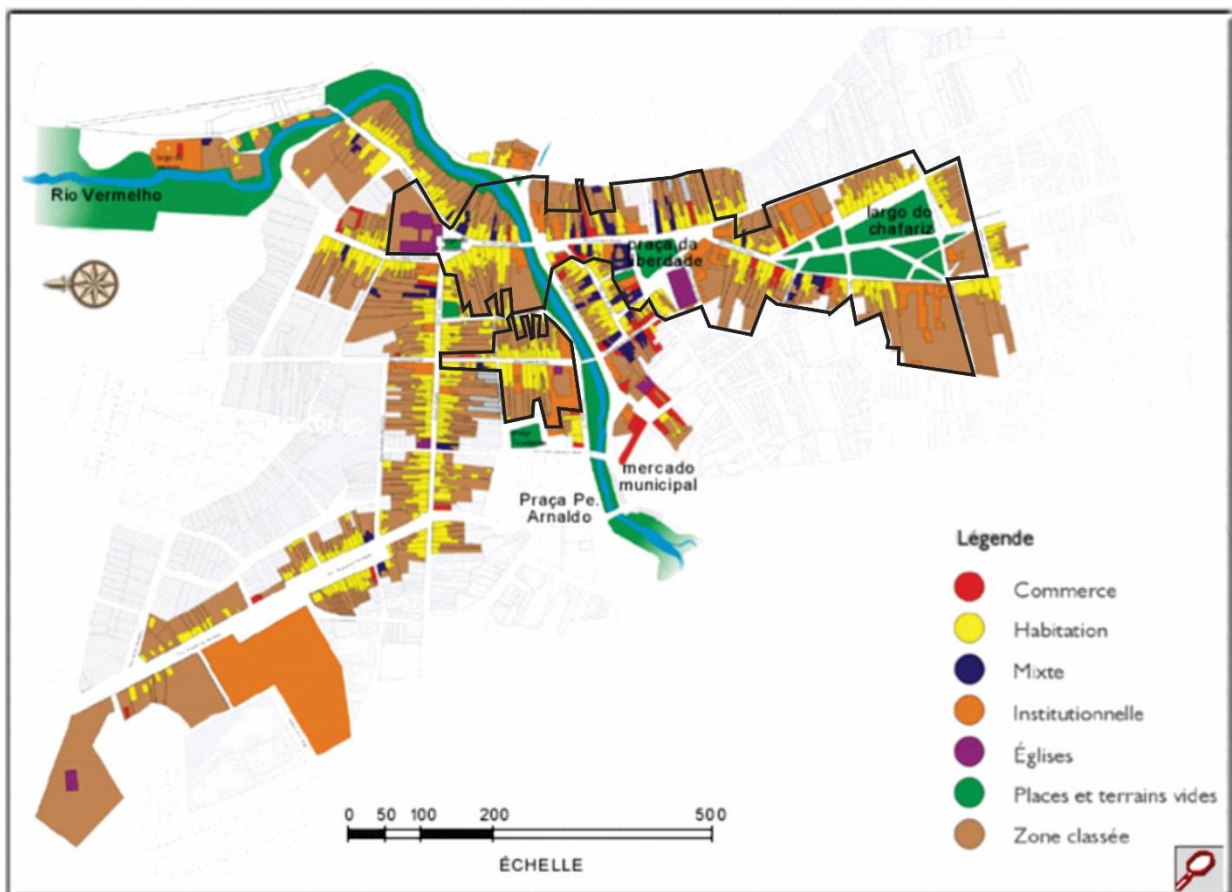 Rio Vermelho
largo do
chafariz
praça da
liberdade
mercado
municipal
Praça Pe.
Arnaldo
Légende
Commerce
Habitation
Mixte
Institutionnelle
Églises
Places et terrains vides
Zone classée
0 50 100 200 500
ÉCHELLE